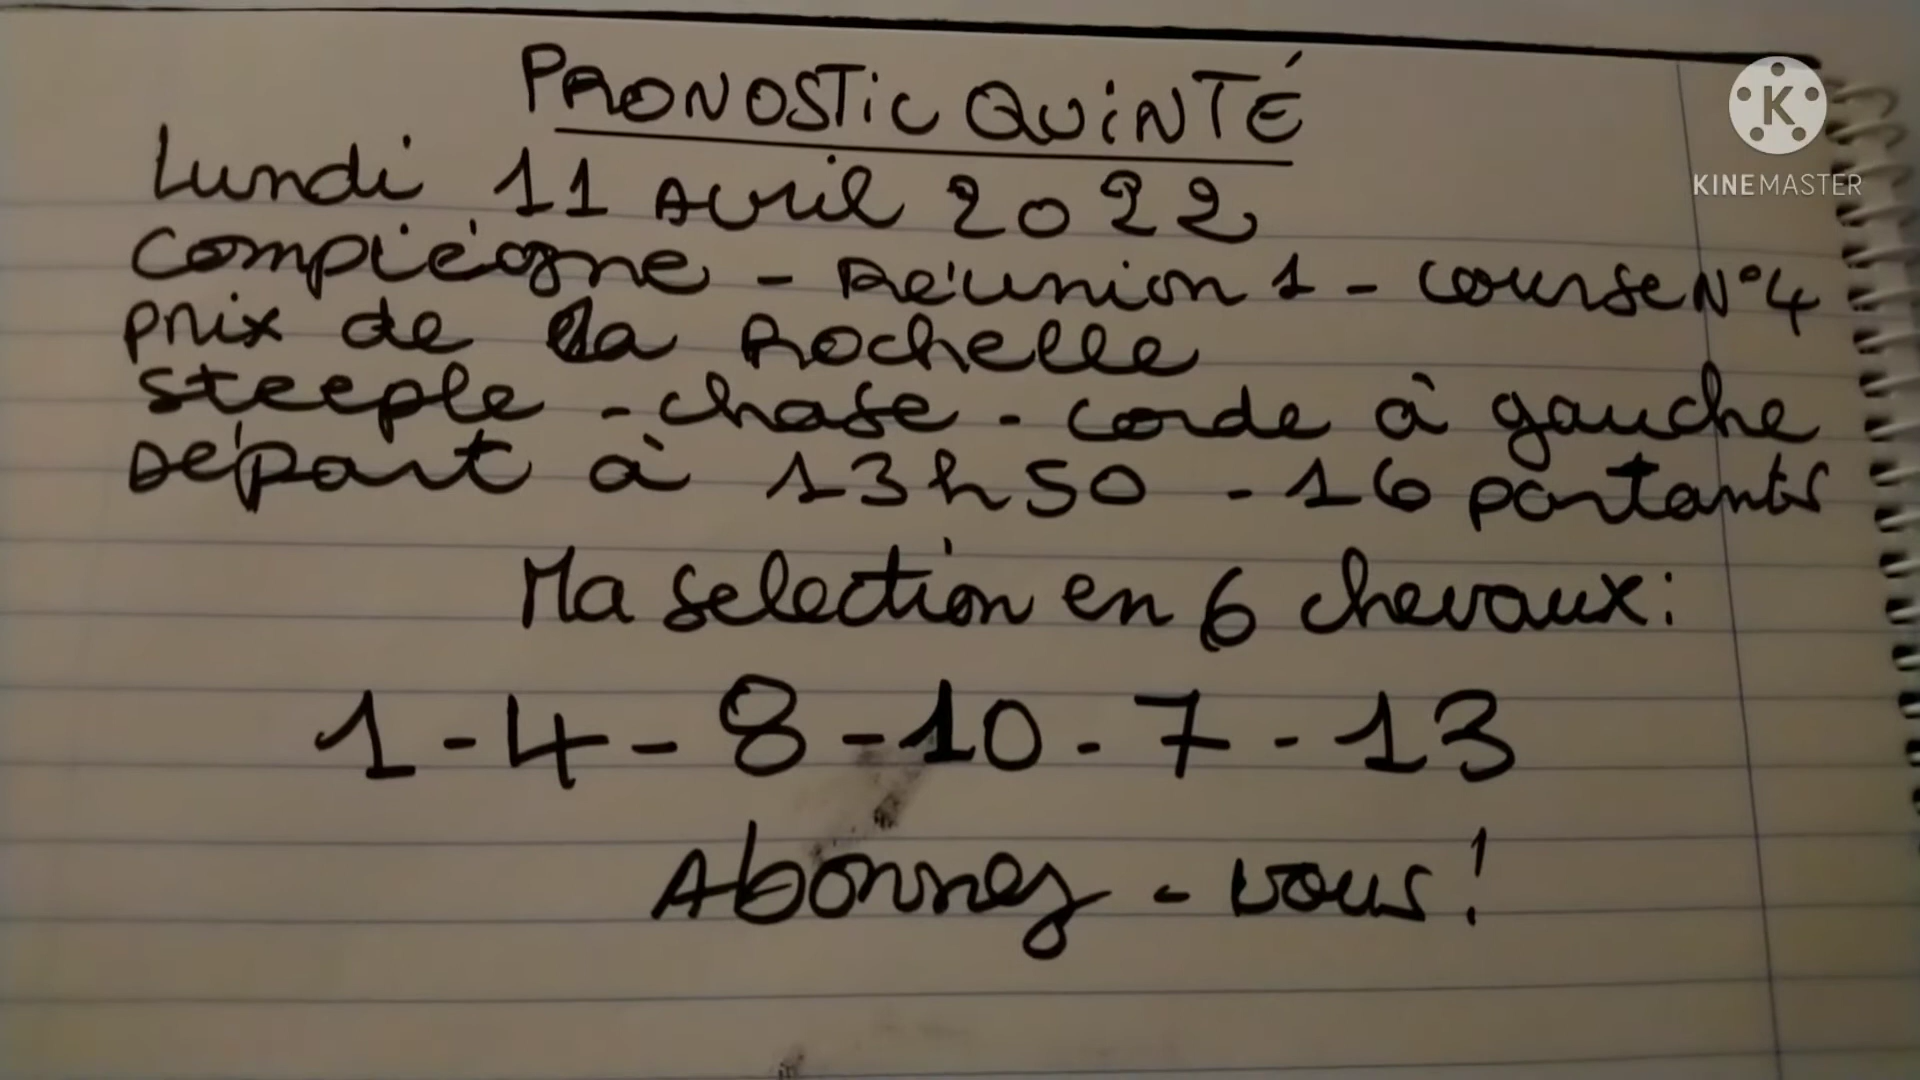 PRONOSTIC QUINTÉ
Lundi 11 avril 2022
Compiégne - Réunion 1 - Course N°4
prix de la Rochelle
steeple - chase - corde à gauche
Départ à 13h50 - 16 partants
Ma selection en 6 chevaux :
1 - 4 - 8 - 10 - 7 - 13
Abonnez - vous !
KINEMASTER